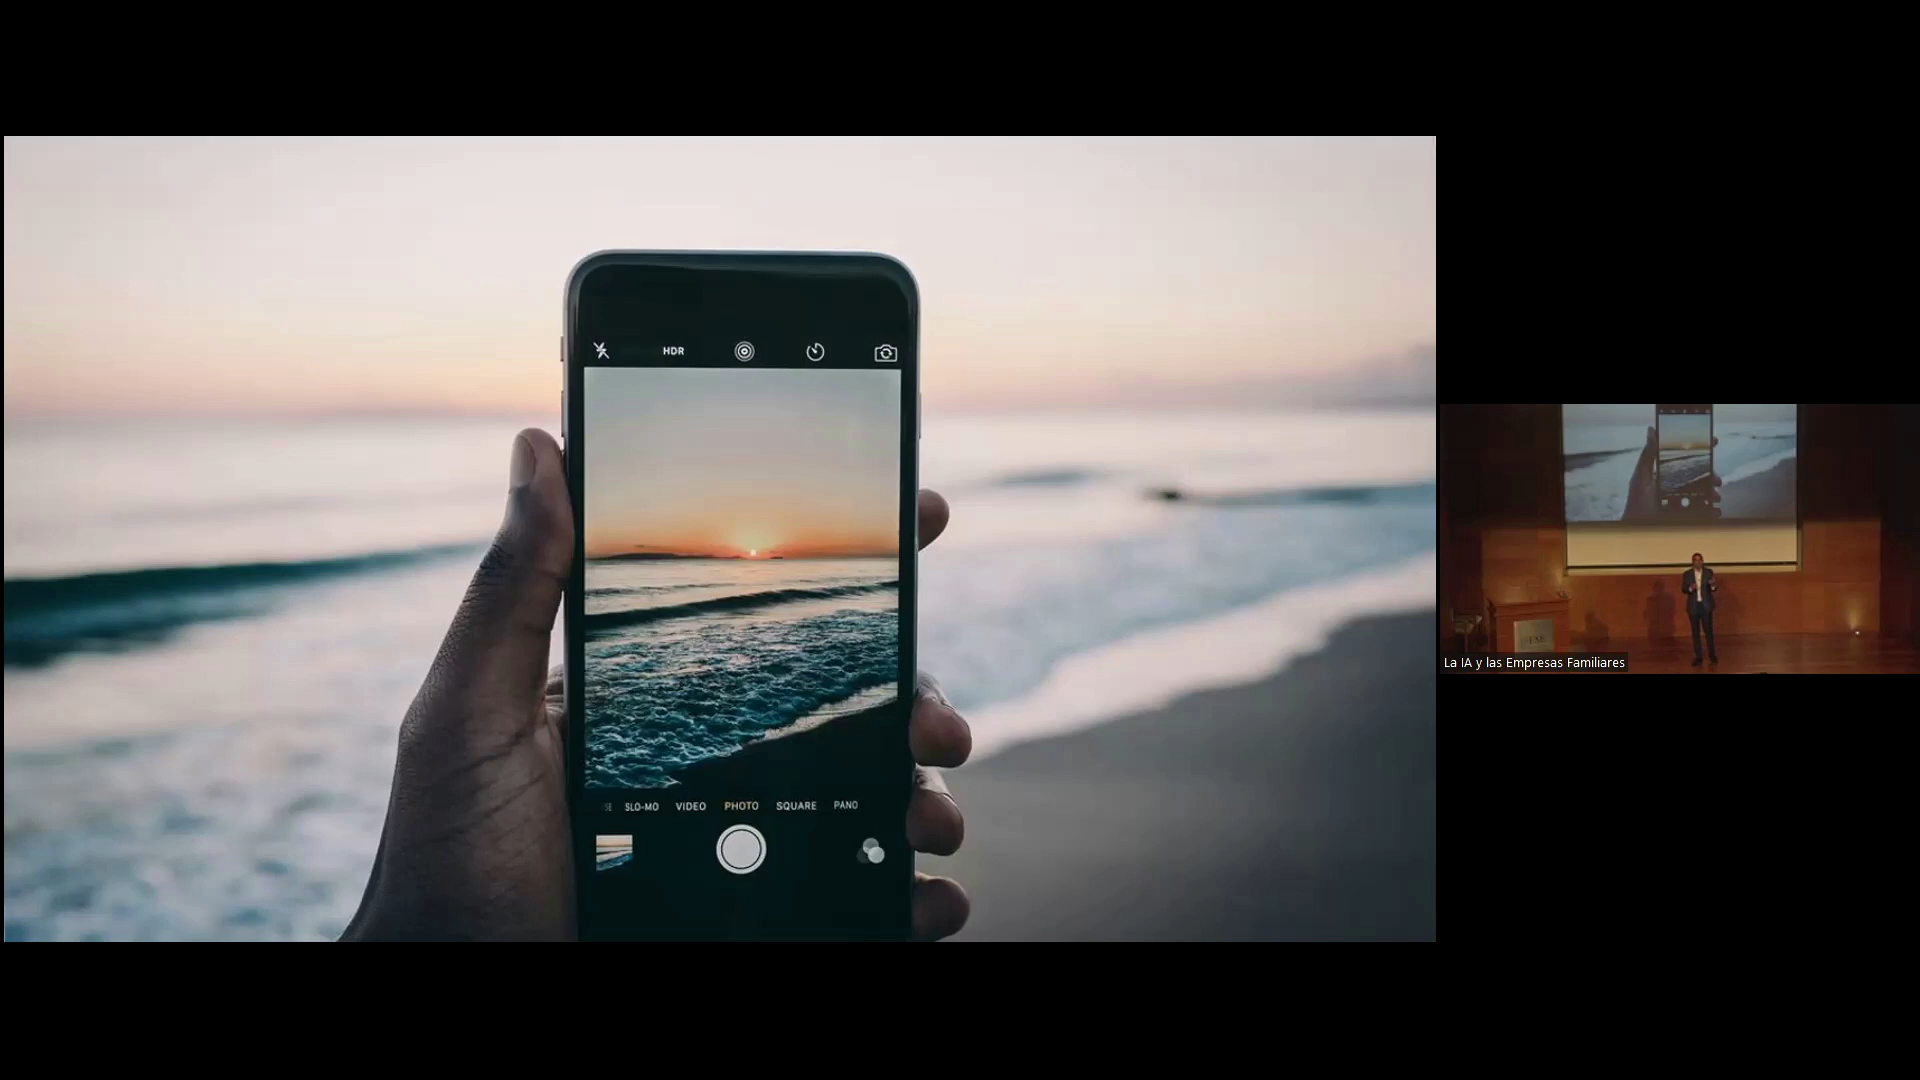 HDR
SLO-MO VIDEO PHOTO SQUARE PANO
La IA y las Empresas Familiares